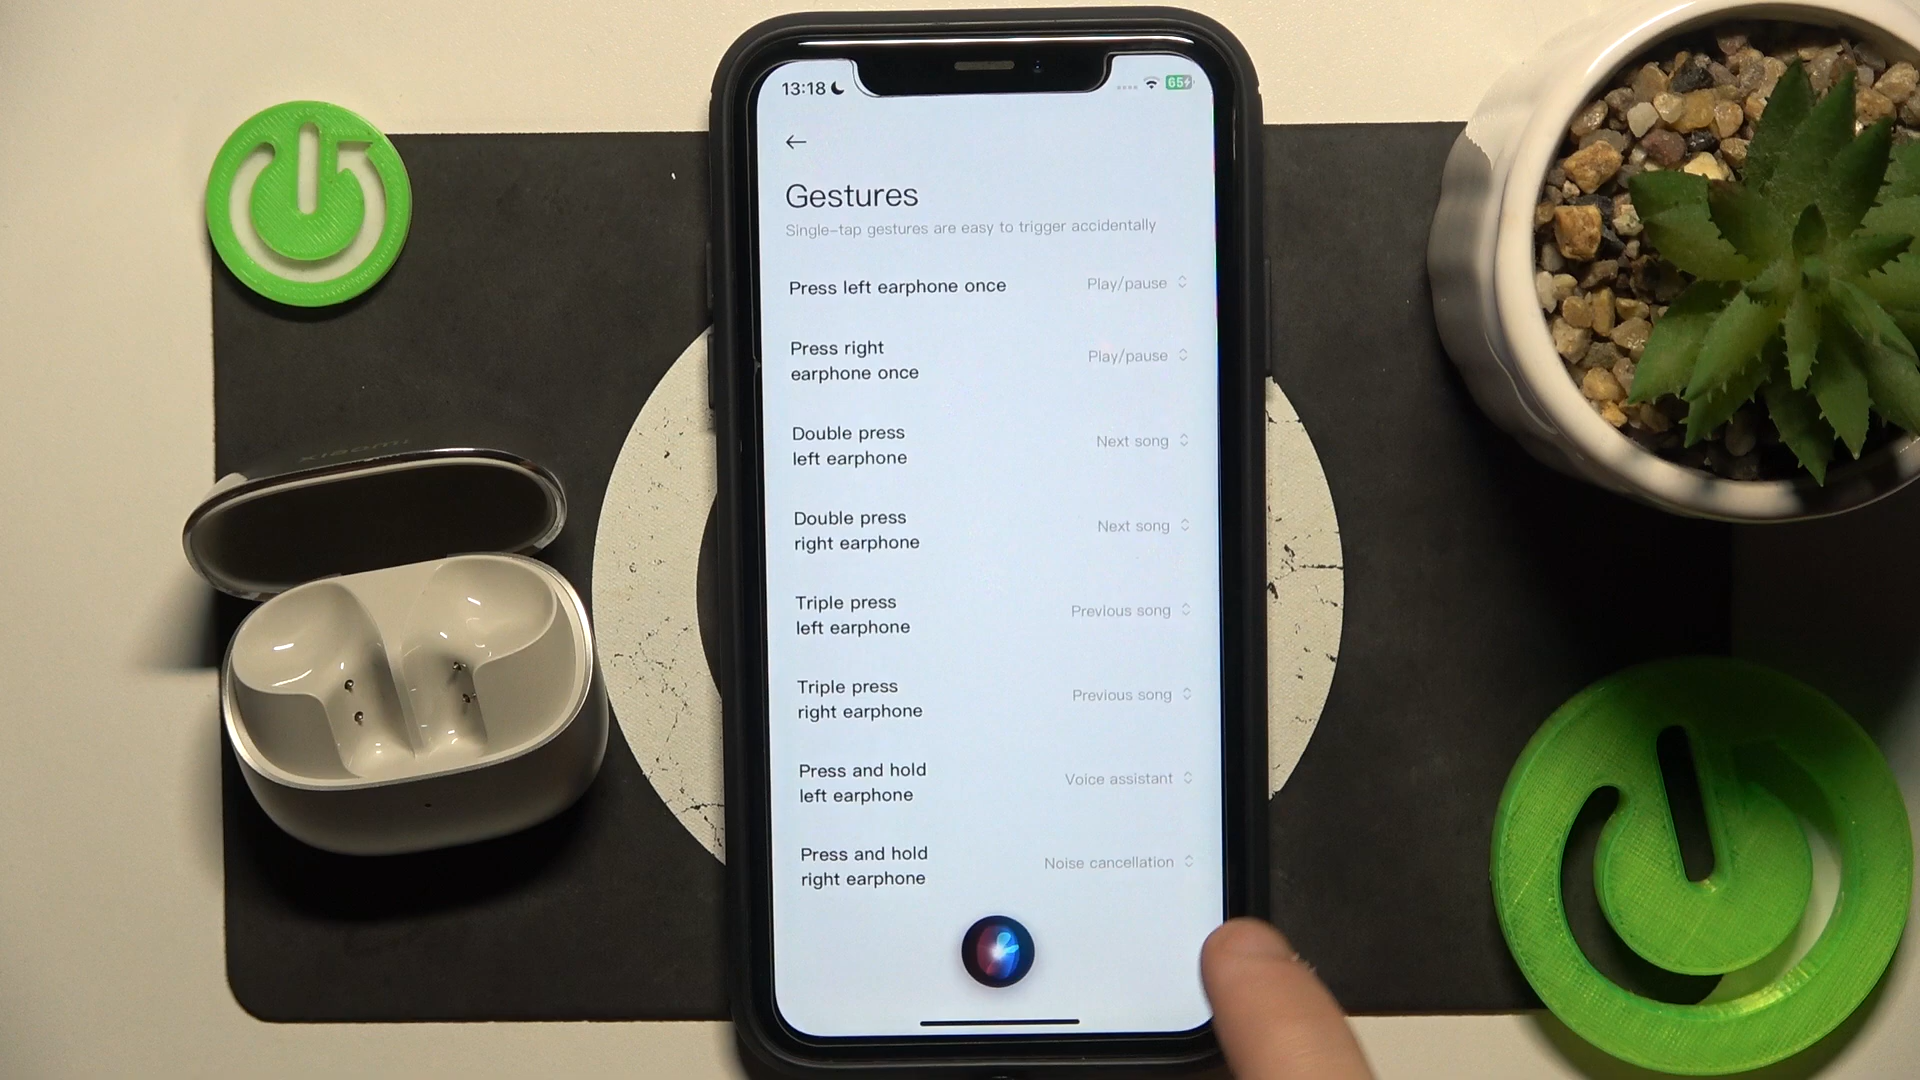 13:18
65
Gestures
Single-tap gestures are easy to trigger accidentally
Press left earphone once Play/pause
Press right
earphone once Play/pause
Double press
left earphone Next song
Double press
right earphone Next song
Triple press
left earphone Previous song
Triple press
right earphone Previous song
Press and hold
left earphone Voice assistant
Press and hold
right earphone Noise cancellation
xiaomi